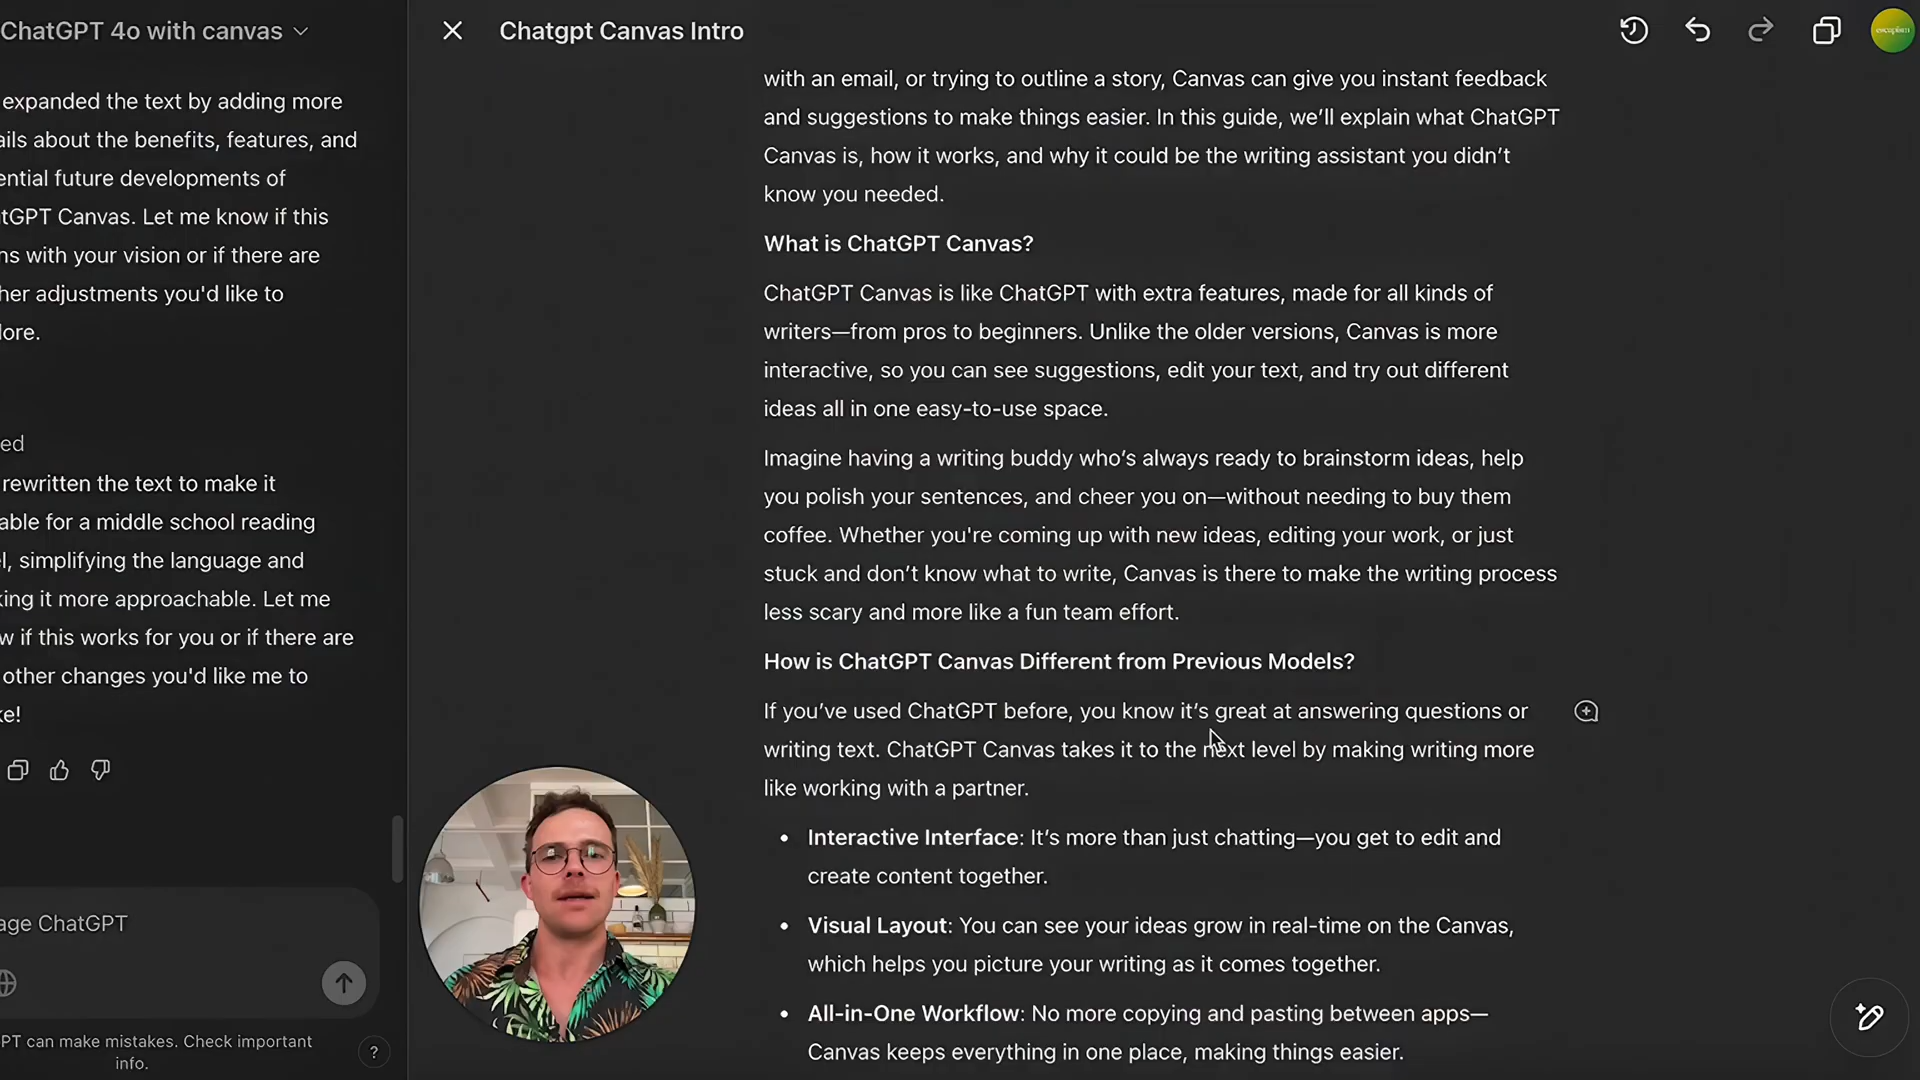 ChatGPT 4o with canvas
expanded the text by adding more
ails about the benefits, features, and
ential future developments of
tGPT Canvas. Let me know if this
ns with your vision or if there are
her adjustments you'd like to
lore.
ed
rewritten the text to make it
able for a middle school reading
el, simplifying the language and
king it more approachable. Let me
w if this works for you or if there are
other changes you'd like me to
ke!
age ChatGPT
PT can make mistakes. Check important
info.
?
Chatgpt Canvas Intro
with an email, or trying to outline a story, Canvas can give you instant feedback
and suggestions to make things easier. In this guide, we’ll explain what ChatGPT
Canvas is, how it works, and why it could be the writing assistant you didn’t
know you needed.
What is ChatGPT Canvas?
ChatGPT Canvas is like ChatGPT with extra features, made for all kinds of
writers—from pros to beginners. Unlike the older versions, Canvas is more
interactive, so you can see suggestions, edit your text, and try out different
ideas all in one easy-to-use space.
Imagine having a writing buddy who’s always ready to brainstorm ideas, help
you polish your sentences, and cheer you on—without needing to buy them
coffee. Whether you're coming up with new ideas, editing your work, or just
stuck and don’t know what to write, Canvas is there to make the writing process
less scary and more like a fun team effort.
How is ChatGPT Canvas Different from Previous Models?
If you’ve used ChatGPT before, you know it’s great at answering questions or
writing text. ChatGPT Canvas takes it to the next level by making writing more
like working with a partner.
• Interactive Interface: It’s more than just chatting—you get to edit and
create content together.
• Visual Layout: You can see your ideas grow in real-time on the Canvas,
which helps you picture your writing as it comes together.
• All-in-One Workflow: No more copying and pasting between apps—
Canvas keeps everything in one place, making things easier.